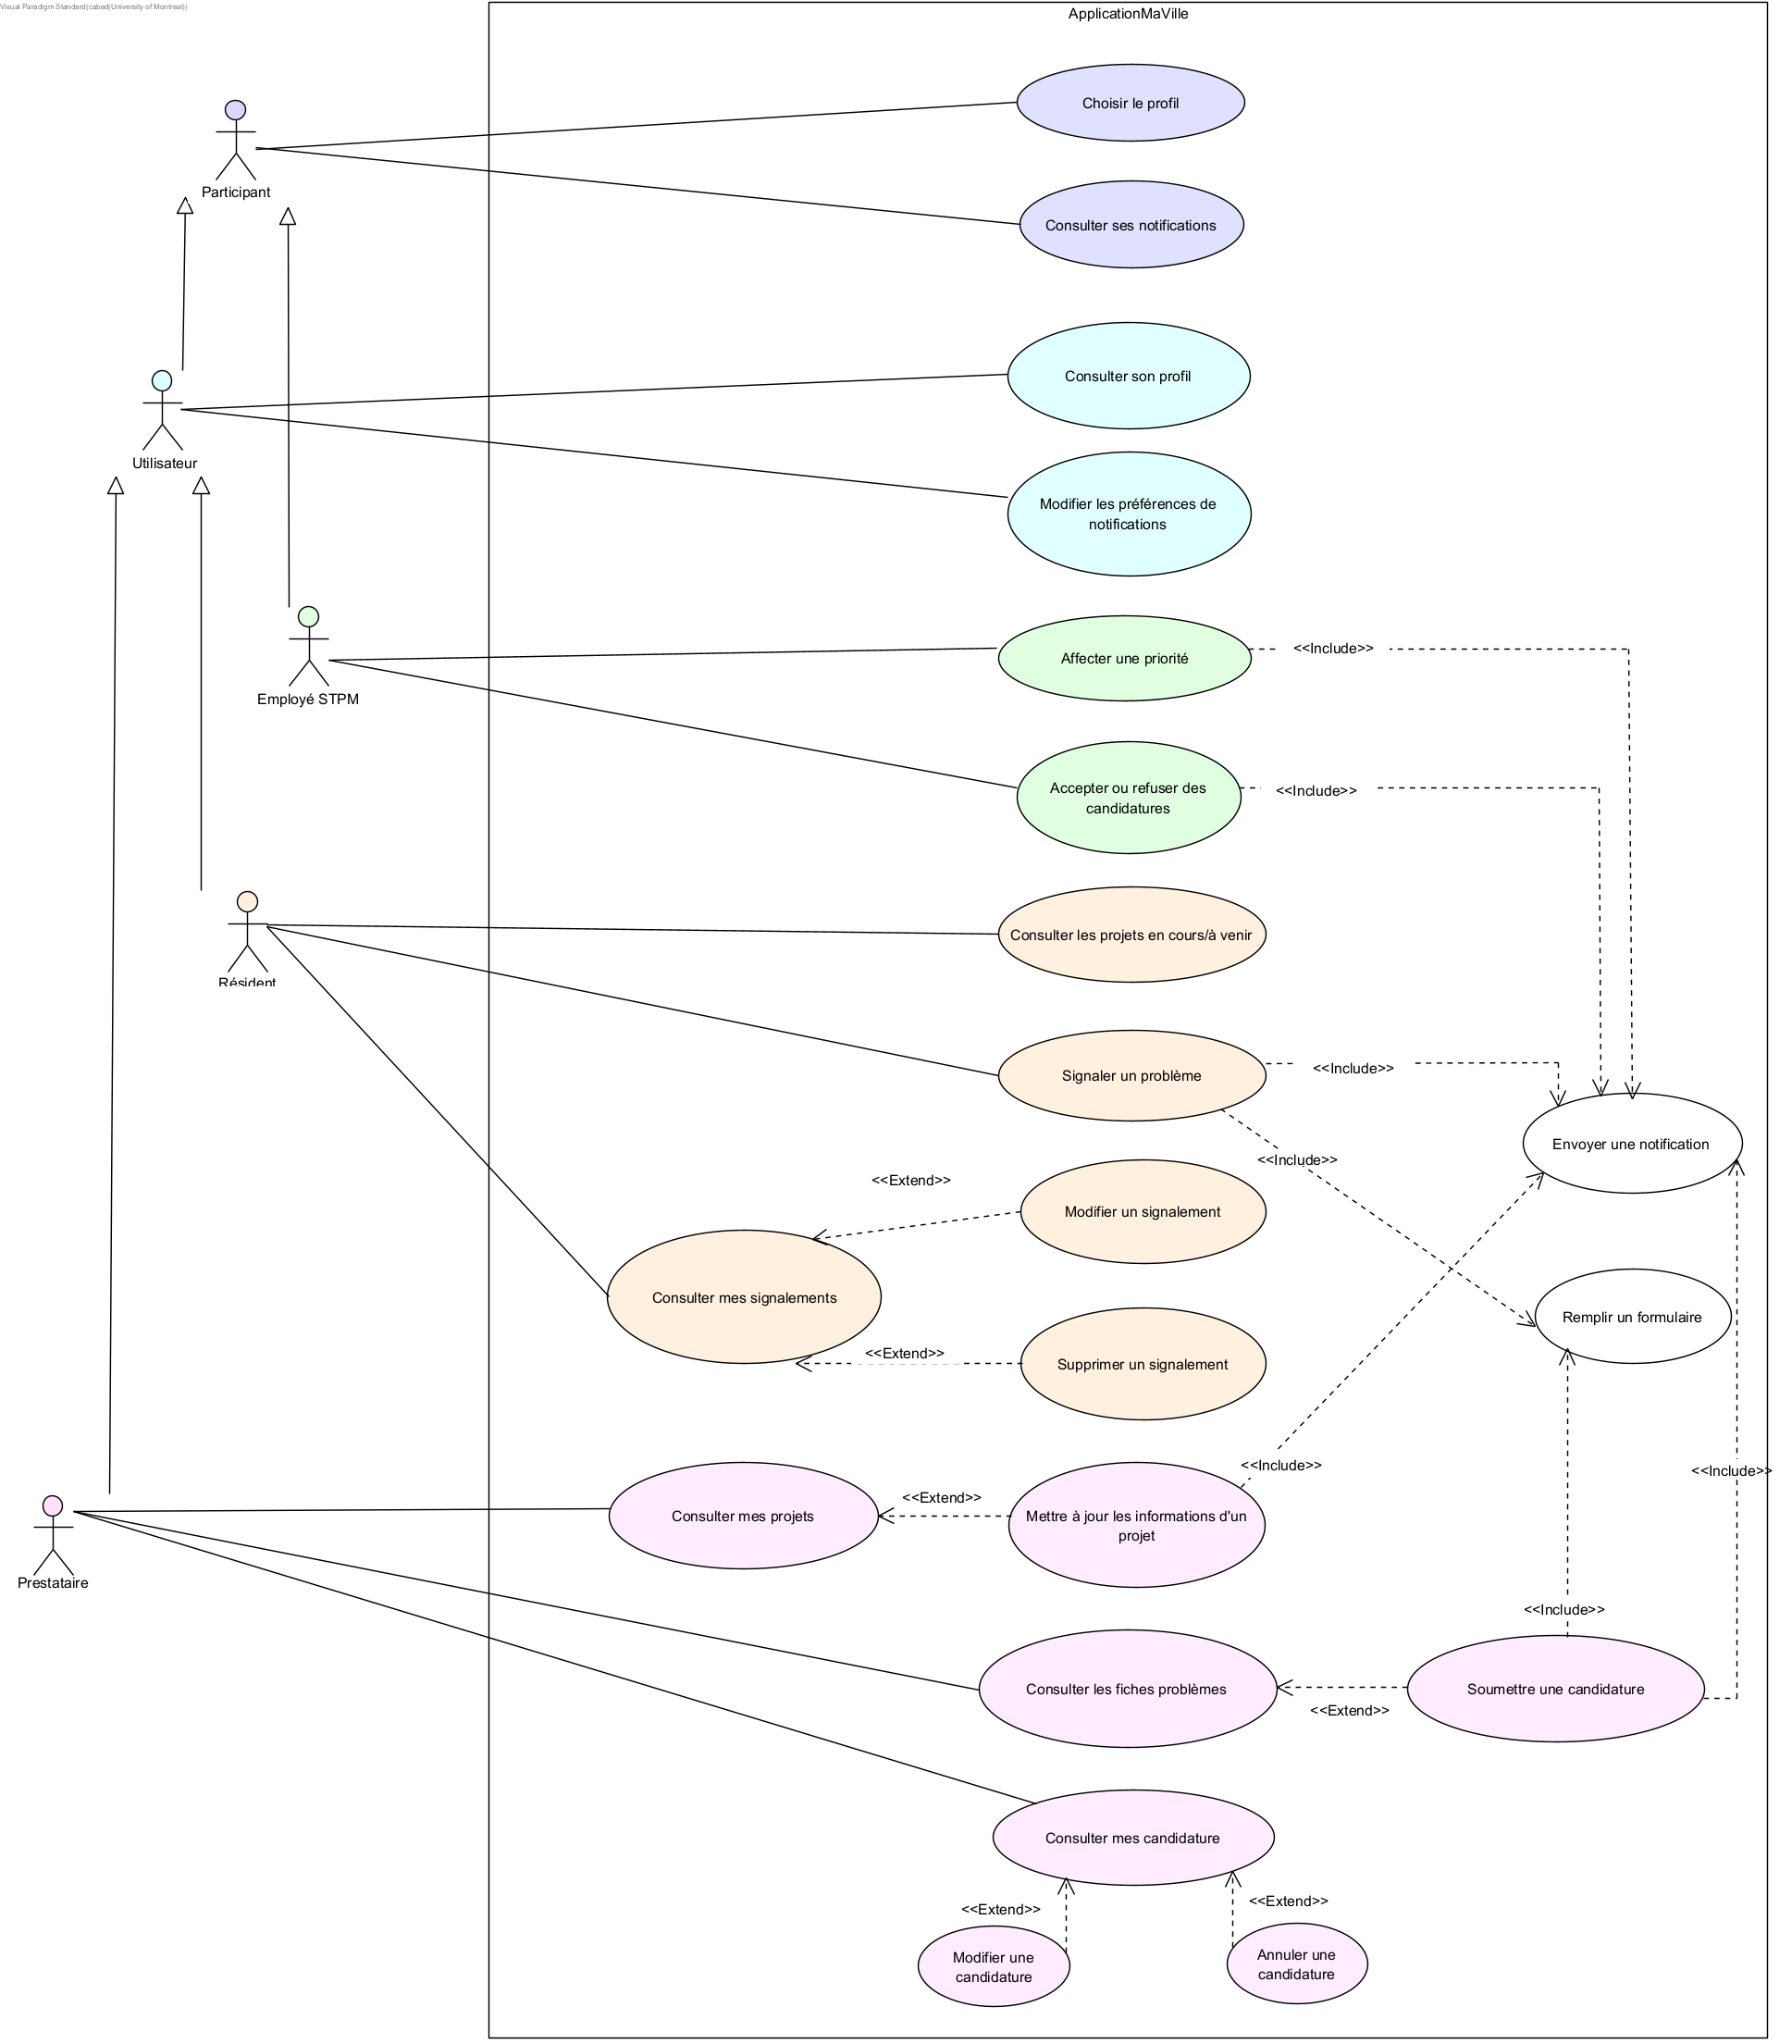 Visual Paradigm Standard(cabed(University of Montreal))
ApplicationMaVille
Choisir le profil
Participant
Consulter ses notifications
Consulter son profil
Utilisateur
Modifier les préférences de
notifications
Affecter une priorité
<<Include>>
Employé STPM
Accepter ou refuser des
candidatures
<<Include>>
Consulter les projets en cours/à venir
Résident
Signaler un problème
<<Include>>
Envoyer une notification
<<Include>>
<<Extend>>
Modifier un signalement
Consulter mes signalements
Remplir un formulaire
<<Extend>>
Supprimer un signalement
<<Include>>
<<Include>>
<<Extend>>
Consulter mes projets
Mettre à jour les informations d'un
projet
Prestataire
<<Include>>
Consulter les fiches problèmes
Soumettre une candidature
<<Extend>>
Consulter mes candidature
<<Extend>>
<<Extend>>
Modifier une
candidature
Annuler une
candidature